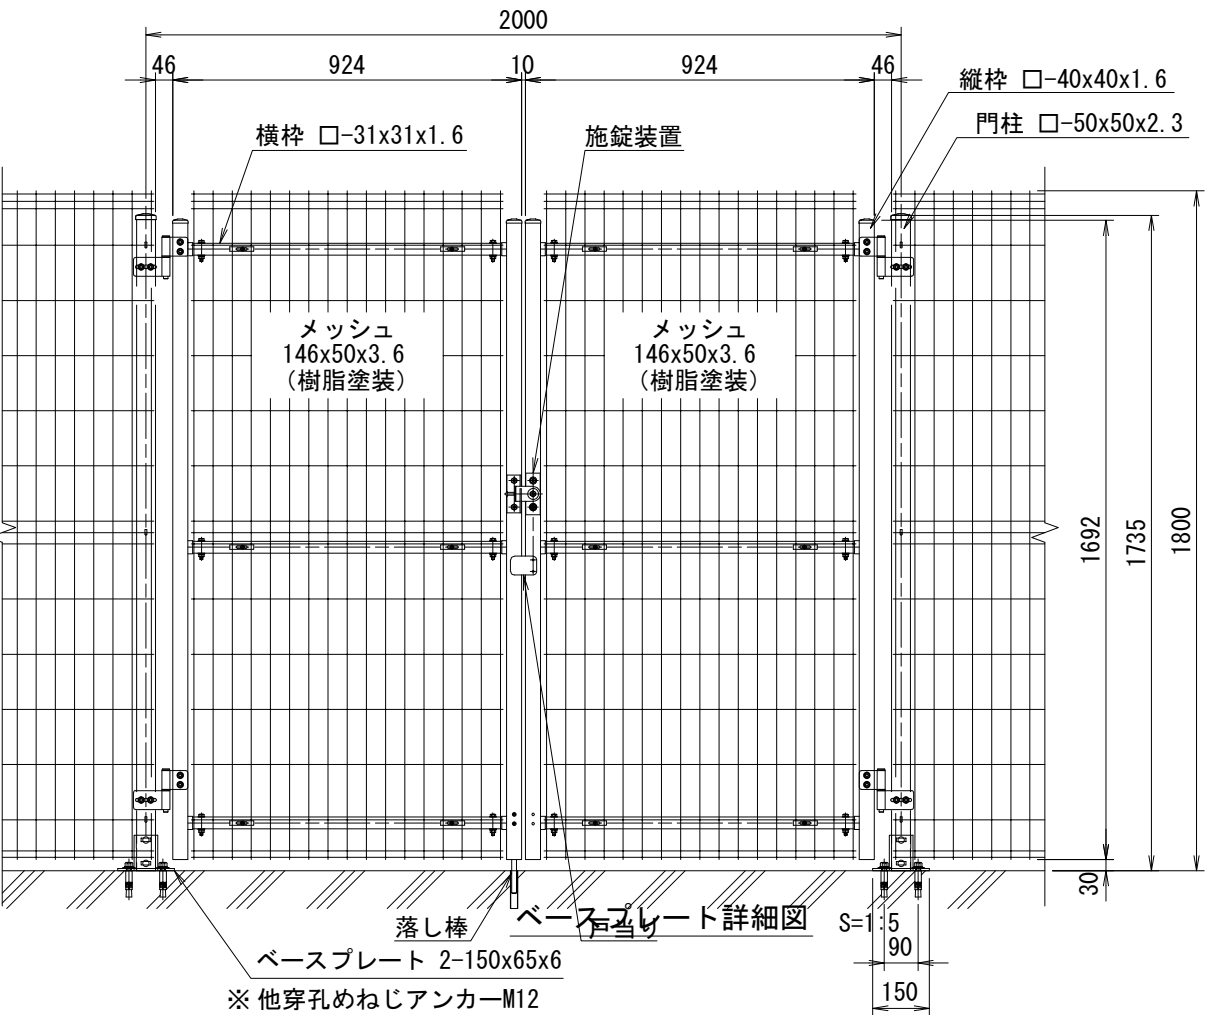 2000
46 924 10 924 46
縦枠 □-40x40x1.6
横枠 □-31x31x1.6
施錠装置
門柱 □-50x50x2.3
メッシュ
146x50x3.6
(樹脂塗装)
メッシュ
146x50x3.6
(樹脂塗装)
1692
1735
1800
30
落し棒
戸当り
ベースプレート詳細図 S=1:5
90
ベースプレート 2-150x65x6
150
※ 他穿孔めねじアンカーM12